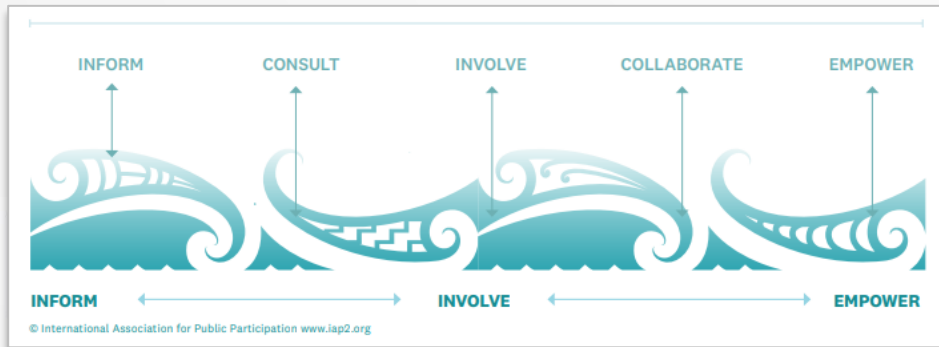 INFORM CONSULT INVOLVE COLLABORATE EMPOWER
INFORM INVOLVE EMPOWER
© International Association for Public Participation www.iap2.org